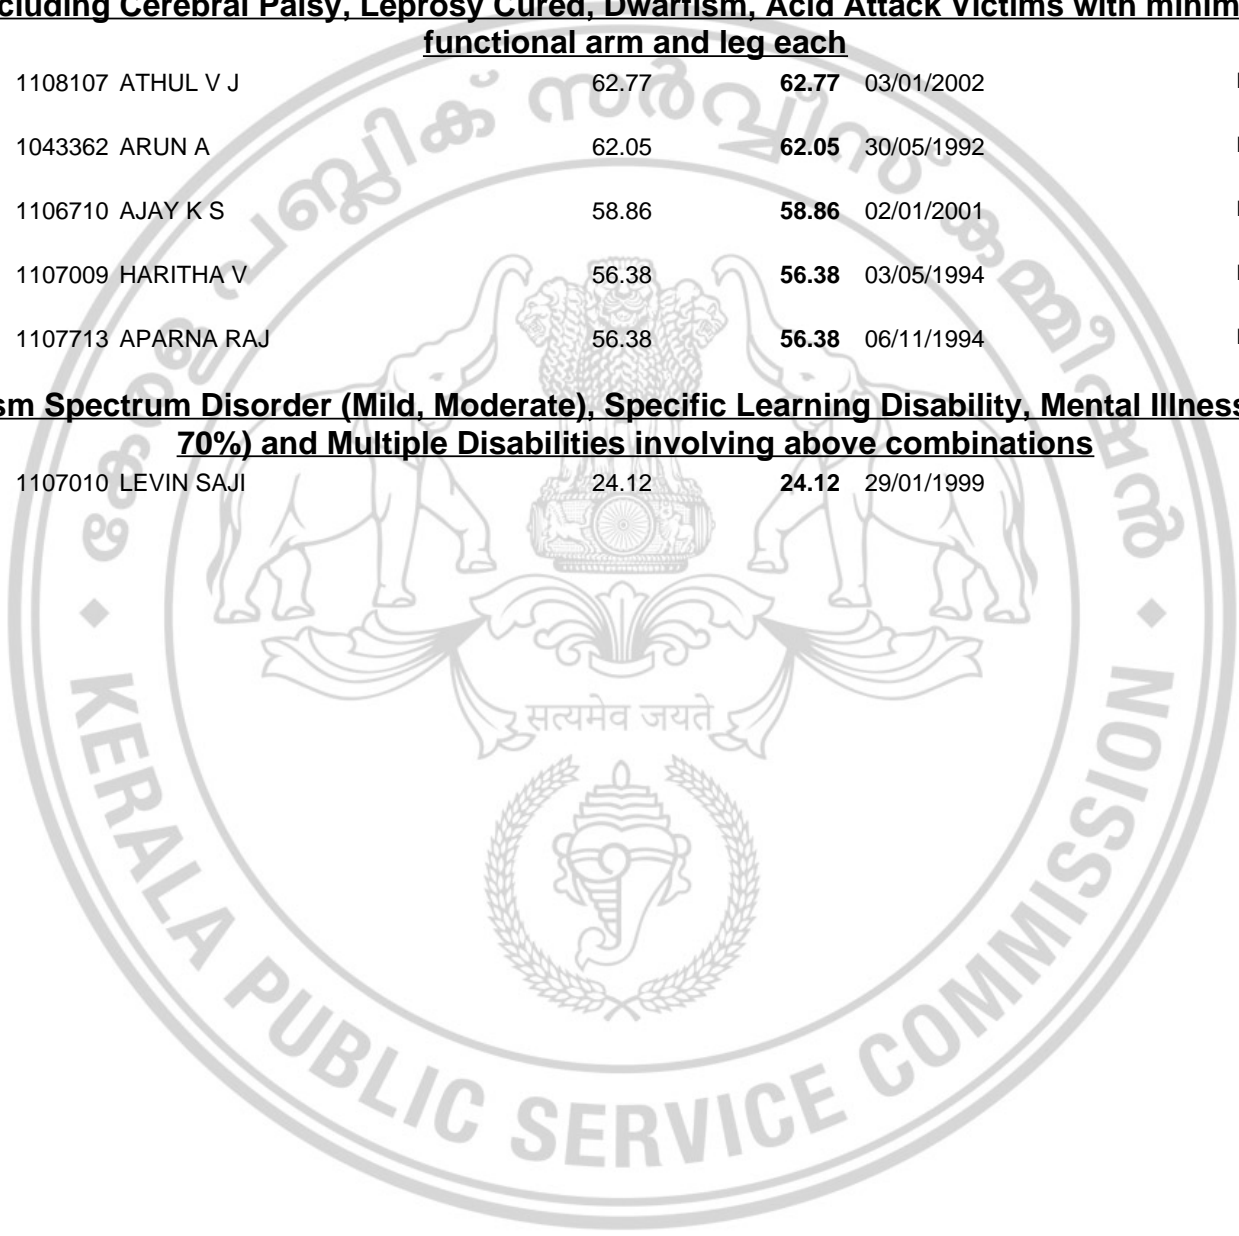 cluding Cerebral Palsy, Leprosy Cured, Dwarfism, Acid Attack Victims with minim
functional arm and leg each
1108107 ATHUL V J 62.77 62.77 03/01/2002
1043362 ARUN A 62.05 62.05 30/05/1992
1106710 AJAY K S 58.86 58.86 02/01/2001
1107009 HARITHA V 56.38 56.38 03/05/1994
1107713 APARNA RAJ 56.38 56.38 06/11/1994
sm Spectrum Disorder (Mild, Moderate), Specific Learning Disability, Mental Illness
70%) and Multiple Disabilities involving above combinations
1107010 LEVIN SAJI 24.12 24.12 29/01/1999
കേരള പബ്ലിക് സർവ്വീസ് കമ്മീഷൻ
सत्यमेव जयते
KERALA PUBLIC SERVICE COMMISSION